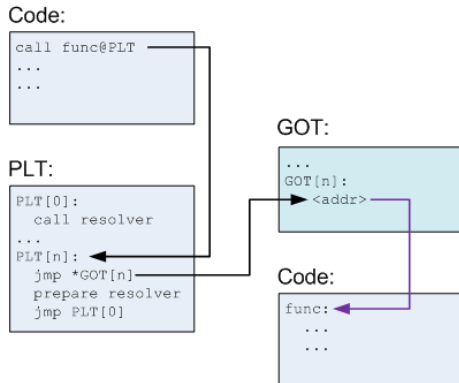 Code:
call func@PLT
...
...
PLT:
PLT[0]:
call resolver
...
PLT[n]:
jmp *GOT[n]
prepare resolver
jmp PLT[0]
GOT:
...
GOT[n]:
<addr>
Code:
func:
...
...